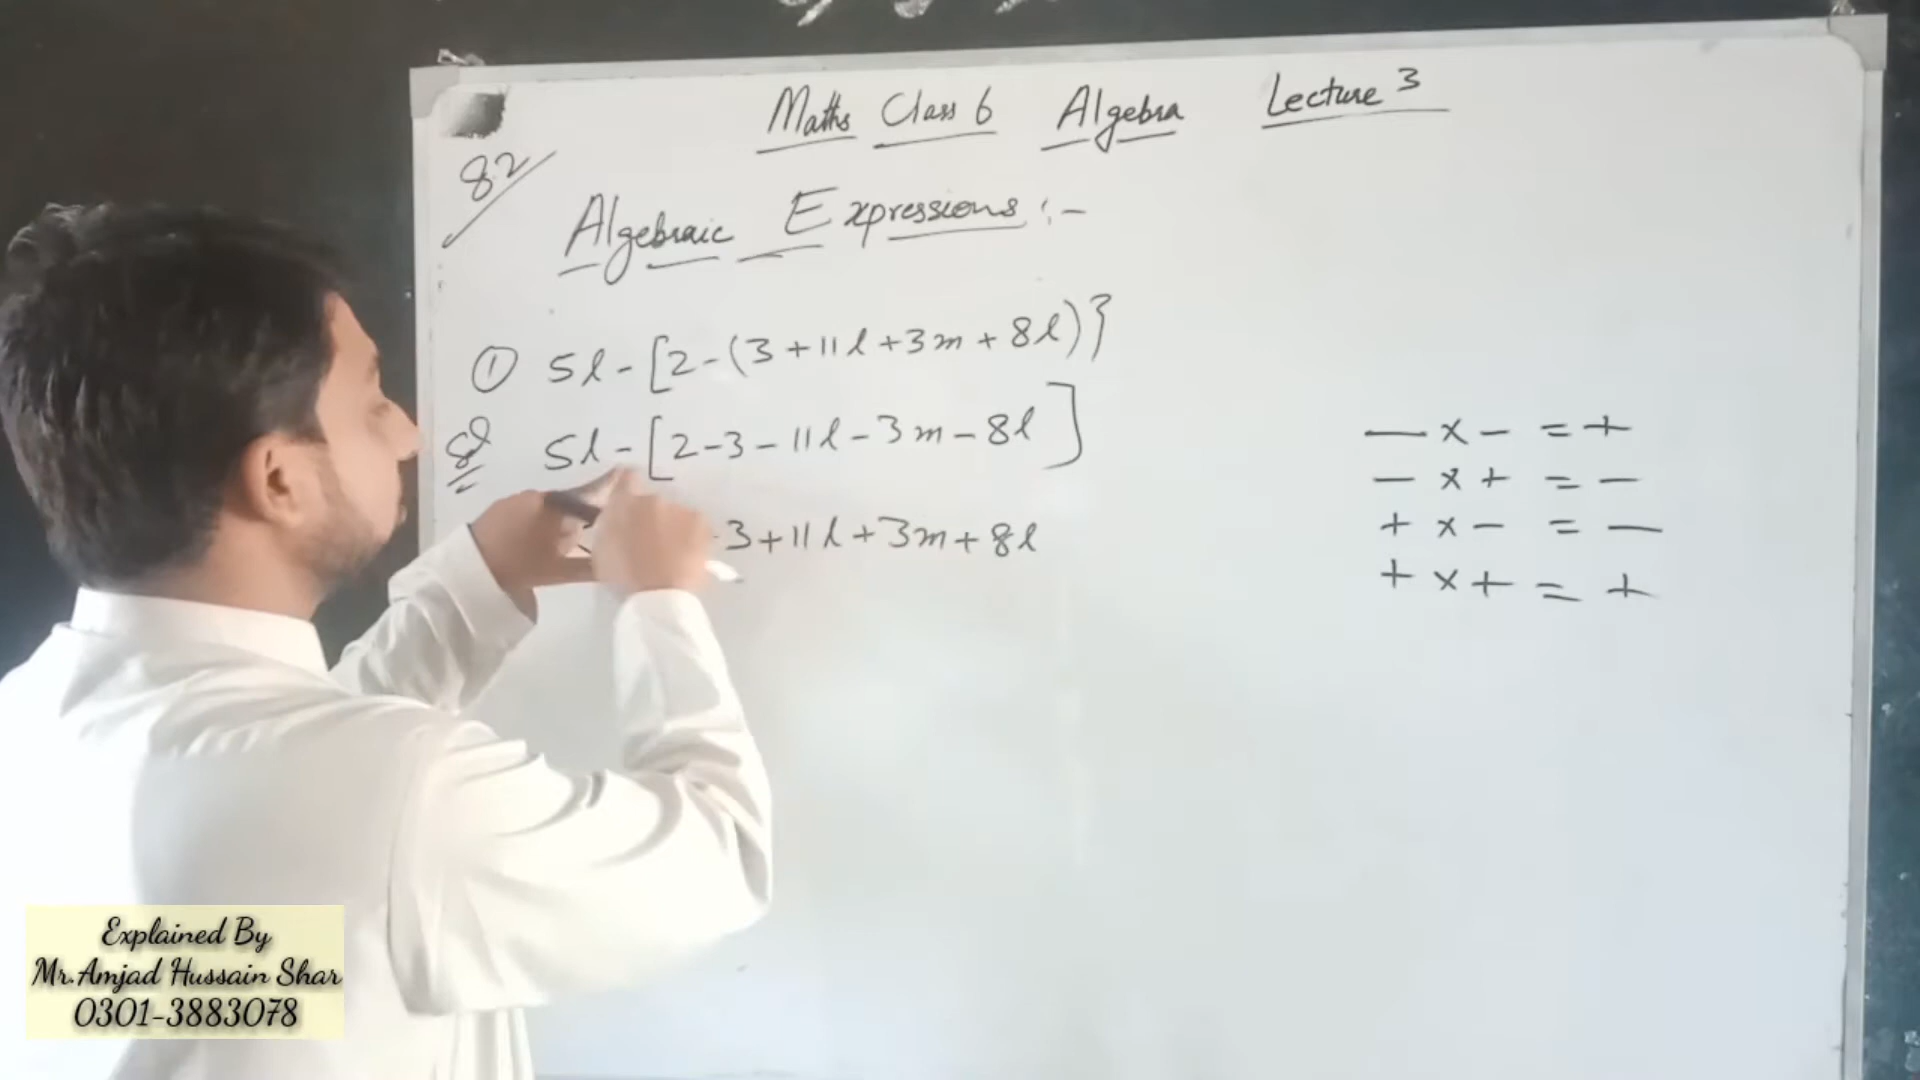 Maths Class 6 Algebra Lecture 3
82
Algebraic Expressions :-
① 5l - [2 - (3 + 11l + 3m + 8l)}
Sol 5l - [2 - 3 - 11l - 3m - 8l]
3 + 11l + 3m + 8l
— × - = +
- × + = -
+ × - = —
+ × + = +
Explained By
Mr.Amjad Hussain Shar
0301-3883078